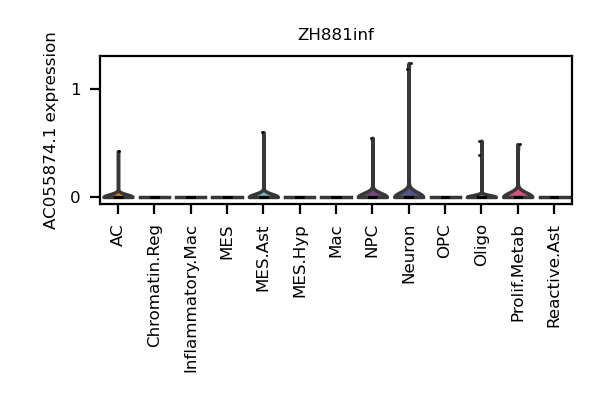 ZH881inf
AC055874.1 expression
1
0
AC
Chromatin.Reg
Inflammatory.Mac
MES
MES.Ast
MES.Hyp
Mac
NPC
Neuron
OPC
Oligo
Prolif.Metab
Reactive.Ast